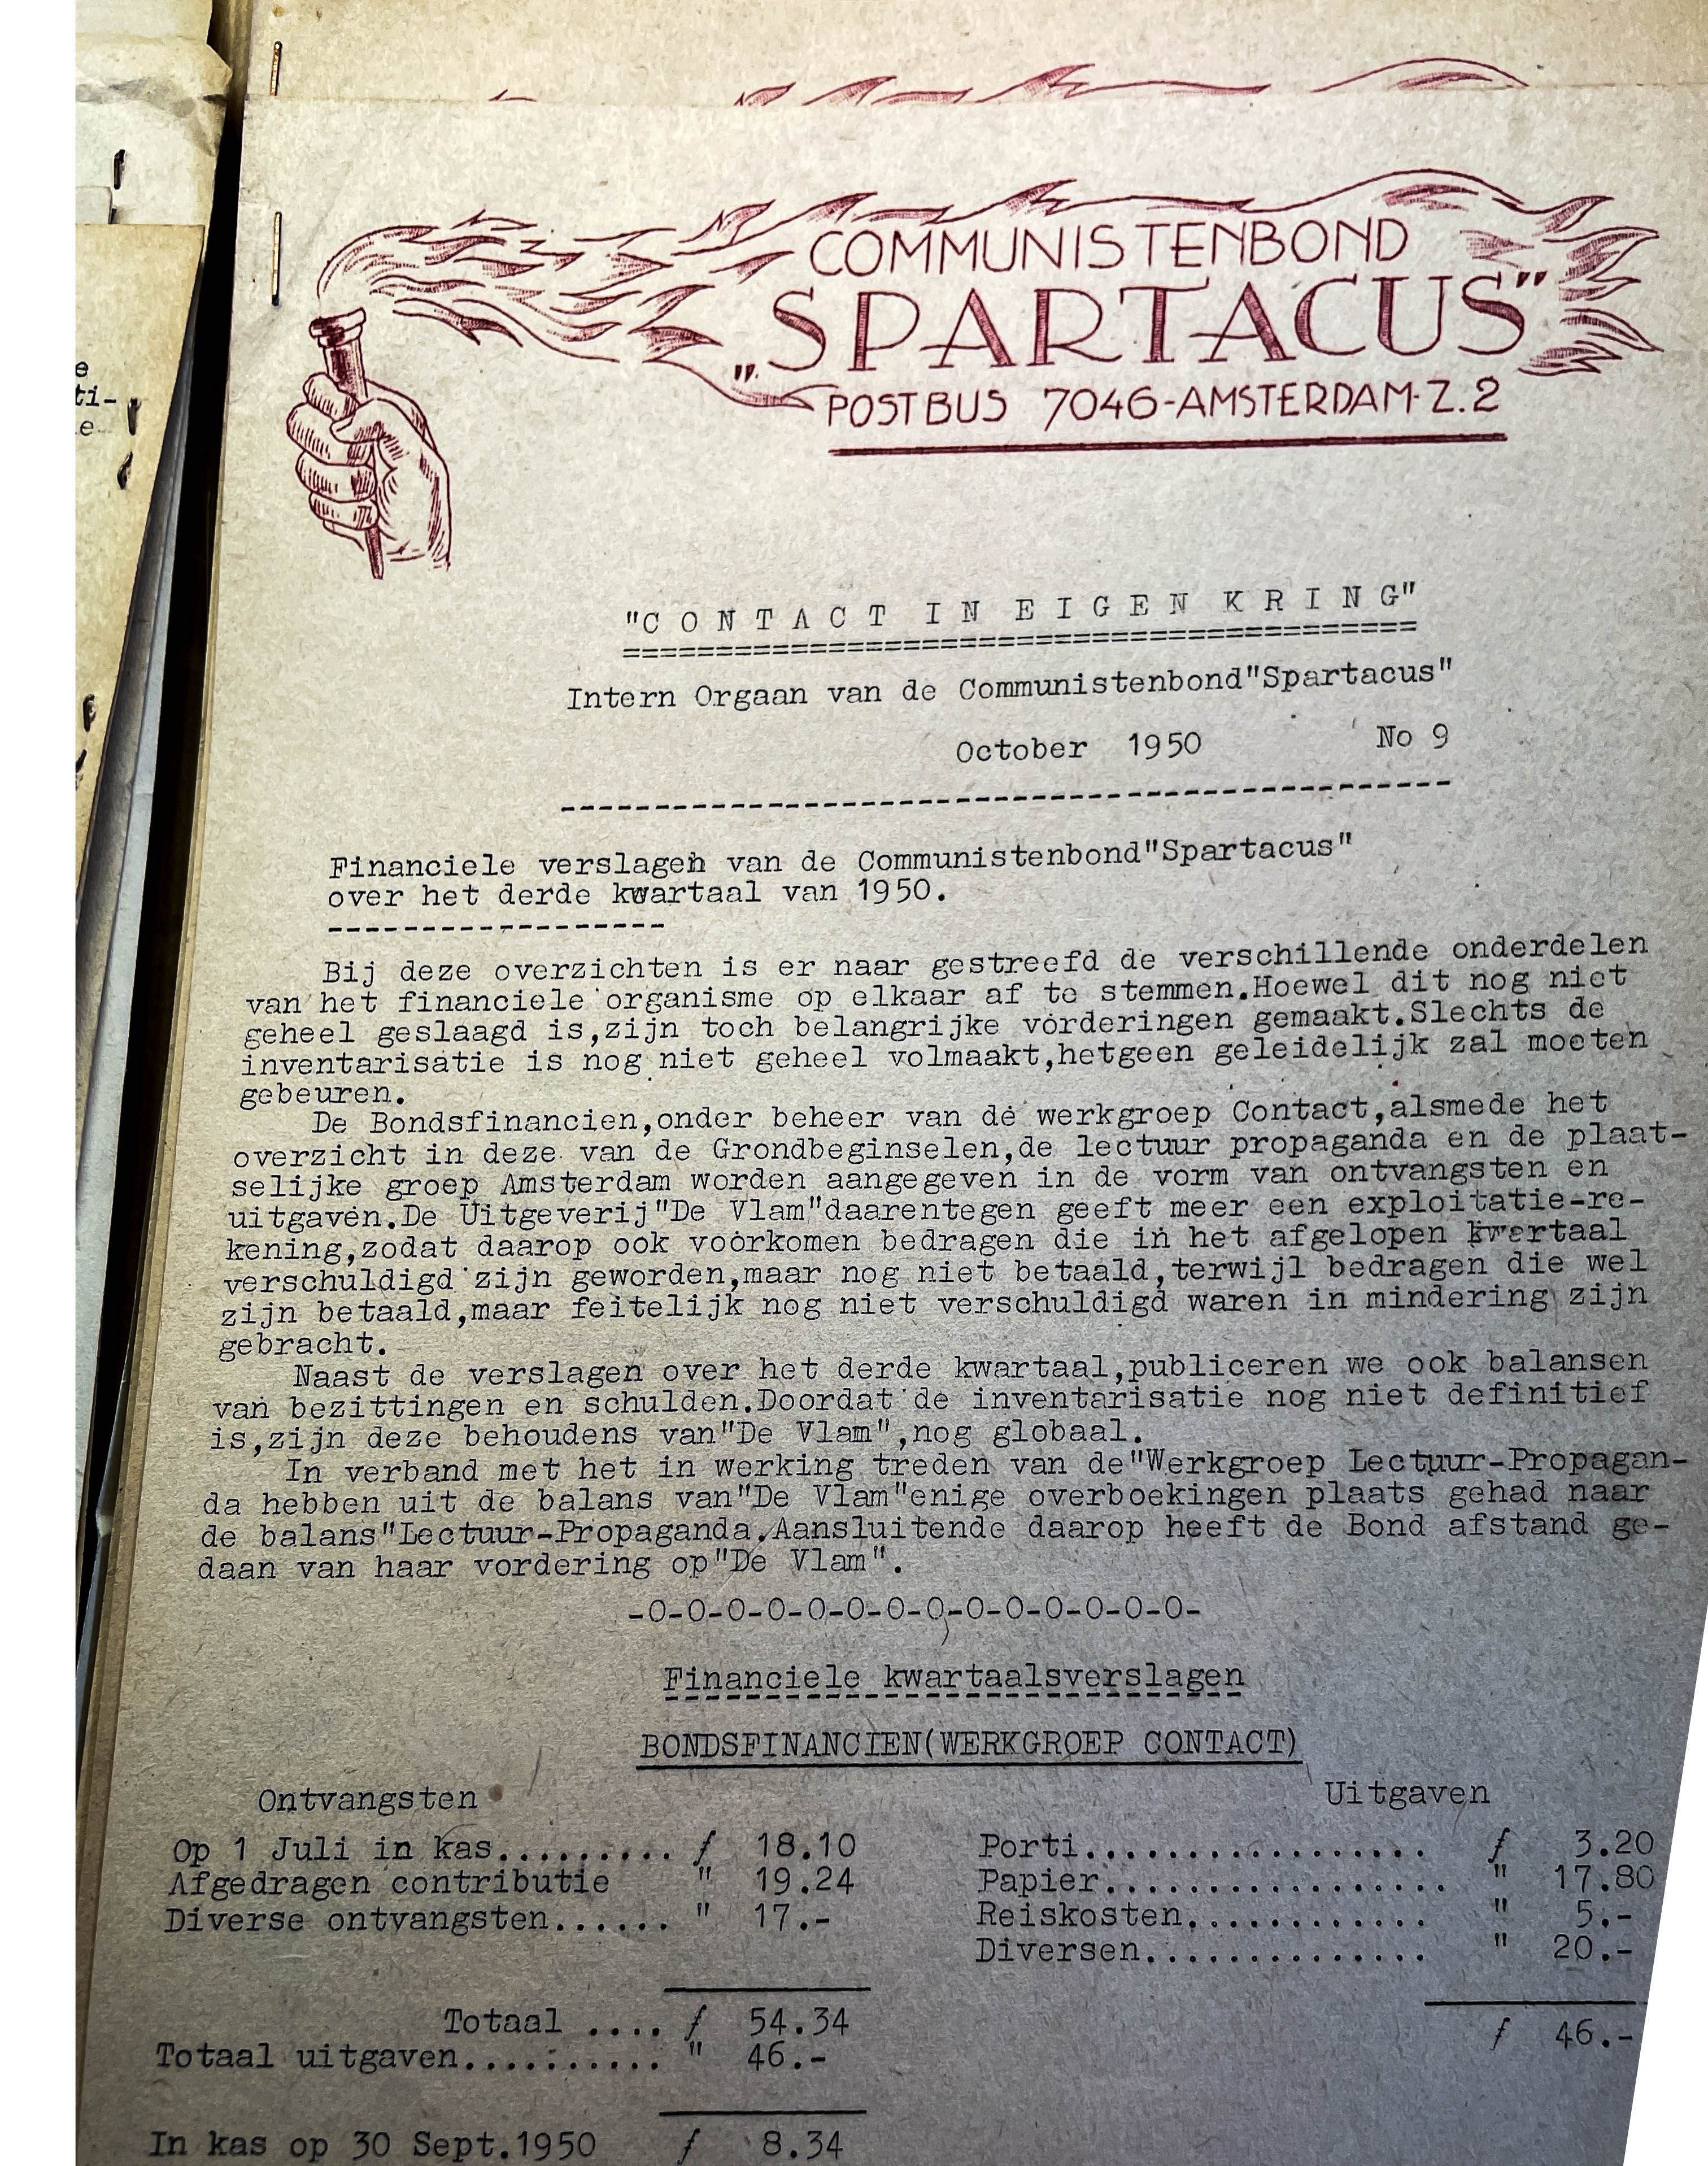 e
ti-
e
COMMUNISTENBOND
„SPARTACUS"
POSTBUS 7046-AMSTERDAM-Z.2
"C O N T A C T  I N  E I G E N  K R I N G"
===========================================
Intern Orgaan van de Communistenbond"Spartacus"
October 1950 No 9
------------------------------------------------
Financiele verslagen van de Communistenbond"Spartacus"
over het derde kwartaal van 1950.
------------------
Bij deze overzichten is er naar gestreefd de verschillende onderdelen
van het financiele organisme op elkaar af te stemmen.Hoewel dit nog niet
geheel geslaagd is,zijn toch belangrijke vorderingen gemaakt.Slechts de
inventarisatie is nog niet geheel volmaakt,hetgeen geleidelijk zal moeten
gebeuren.
De Bondsfinancien,onder beheer van de werkgroep Contact,alsmede het
overzicht in deze van de Grondbeginselen,de lectuur propaganda en de plaat-
selijke groep Amsterdam worden aangegeven in de vorm van ontvangsten en
uitgaven.De Uitgeverij"De Vlam"daarentegen geeft meer een exploitatie-re-
kening,zodat daarop ook voorkomen bedragen die in het afgelopen kwartaal
verschuldigd zijn geworden,maar nog niet betaald,terwijl bedragen die wel
zijn betaald,maar feitelijk nog niet verschuldigd waren in mindering zijn
gebracht.
Naast de verslagen over het derde kwartaal,publiceren we ook balansen
van bezittingen en schulden.Doordat de inventarisatie nog niet definitief
is,zijn deze behoudens van"De Vlam",nog globaal.
In verband met het in werking treden van de"Werkgroep Lectuur-Propagan-
da hebben uit de balans van"De Vlam"enige overboekingen plaats gehad naar
de balans"Lectuur-Propaganda.Aansluitende daarop heeft de Bond afstand ge-
daan van haar vordering op"De Vlam".
-0-0-0-0-0-0-0-0-0-0-0-0-0-0-
Financiele kwartaalsverslagen
BONDSFINANCIEN(WERKGROEP CONTACT)
Ontvangsten Uitgaven
Op 1 Juli in kas......... ƒ 18.10 Porti................. ƒ 3.20
Afgedragen contributie " 19.24 Papier................. " 17.80
Diverse ontvangsten...... " 17.- Reiskosten............ " 5.-
Diversen.............. " 20.-
Totaal .... ƒ 54.34 ƒ 46.-
Totaal uitgaven.......... " 46.-
In kas op 30 Sept.1950 ƒ 8.34